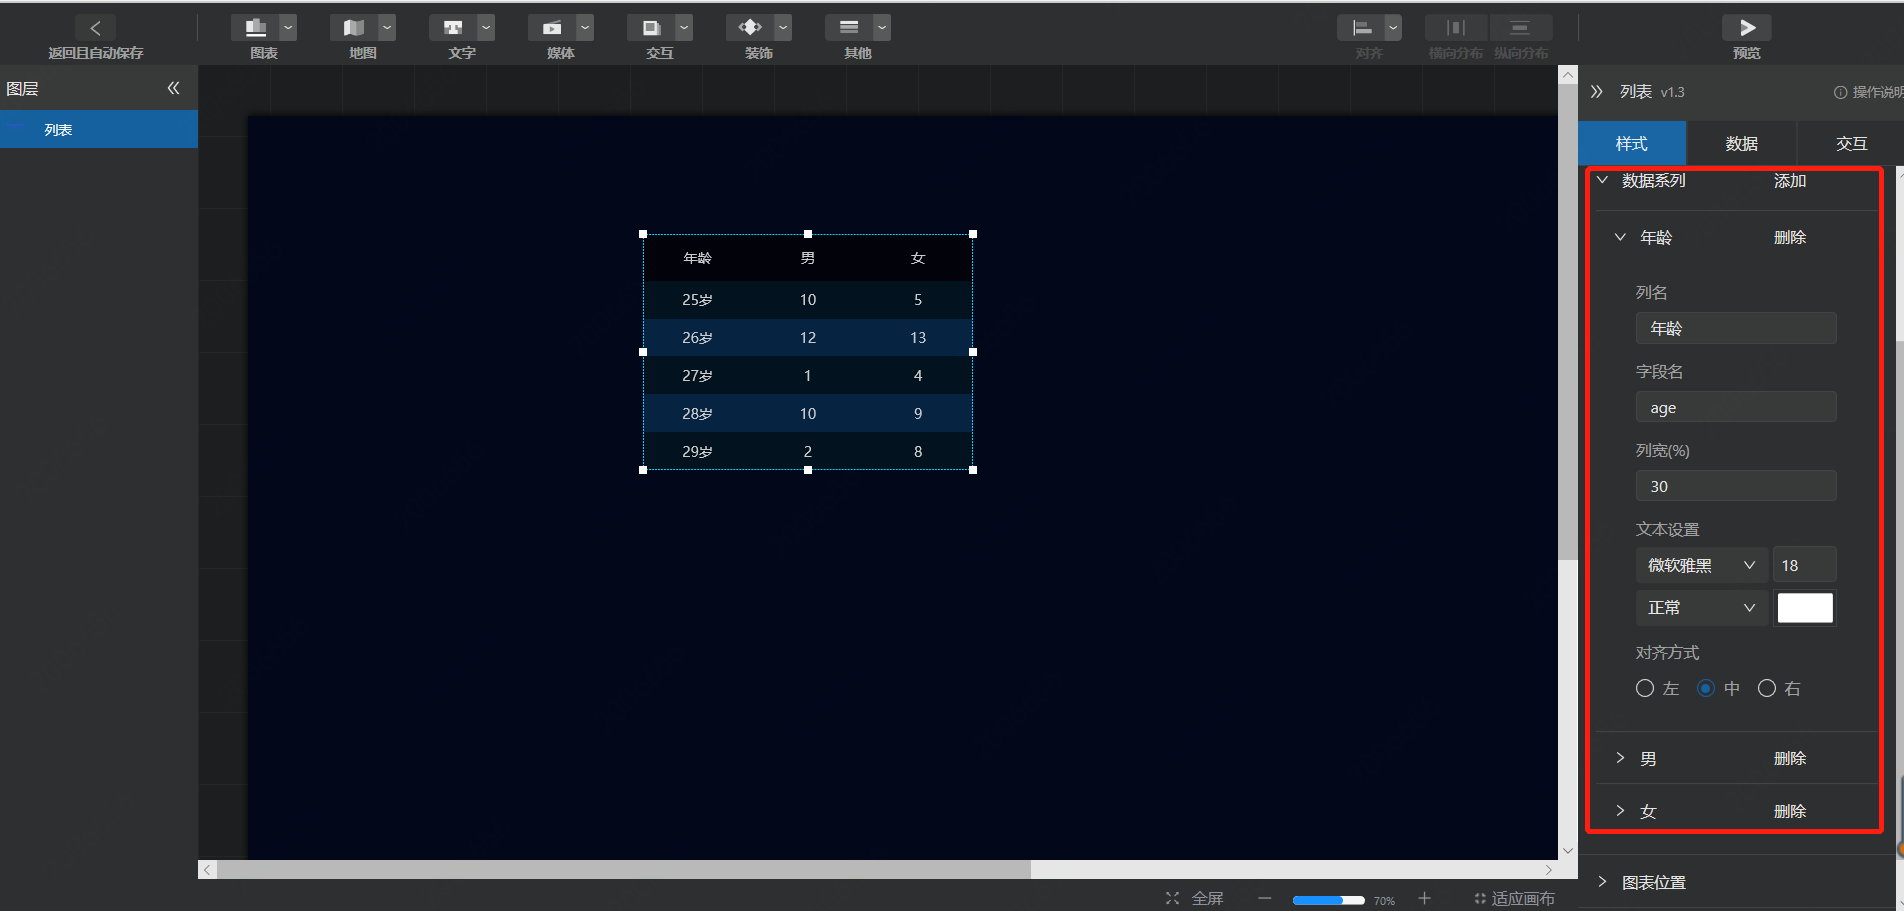 返回且自动保存
图表
地图
文字
媒体
交互
装饰
其他
对齐
横向分布
纵向分布
预览
图层
列表
年龄 男 女
25岁 10 5
26岁 12 13
27岁 1 4
28岁 10 9
29岁 2 8
全屏
70%
适应画布
列表 v1.3
操作说明
样式 数据 交互
数据系列 添加
年龄 删除
列名
年龄
字段名
age
列宽(%)
30
文本设置
微软雅黑 18
正常
对齐方式
左 中 右
男 删除
女 删除
图表位置